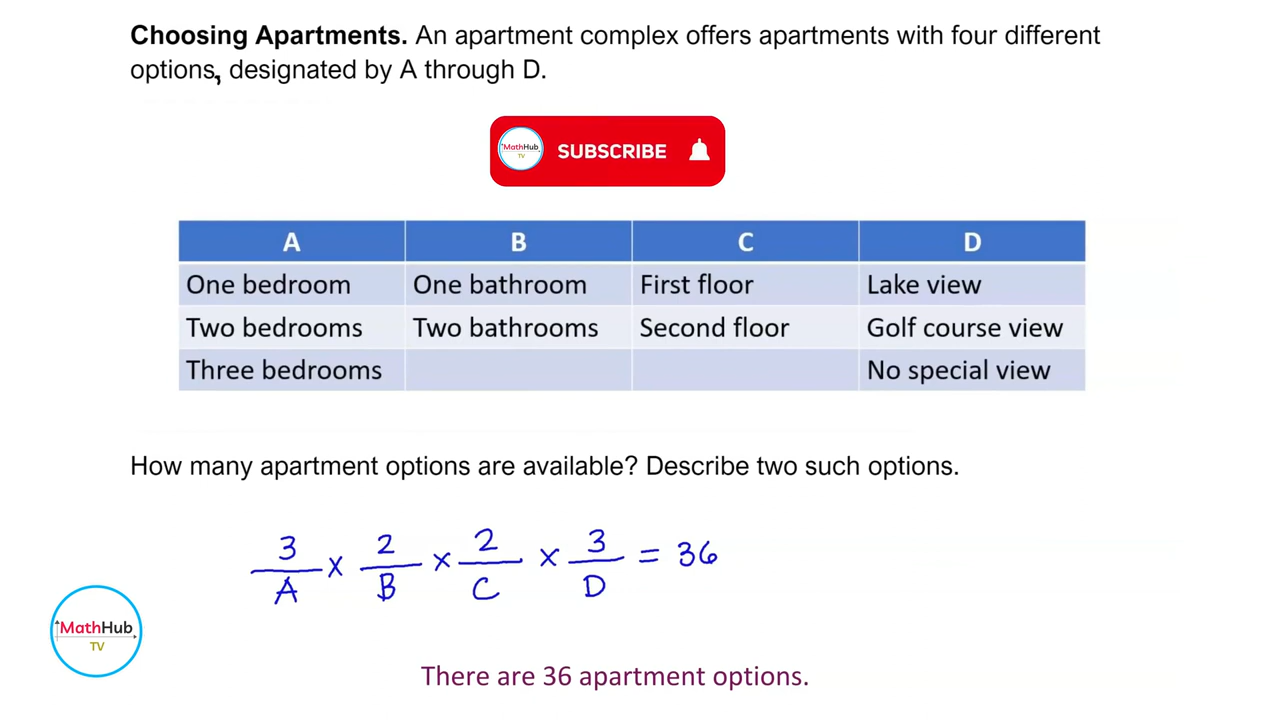 Choosing Apartments. An apartment complex offers apartments with four different
options, designated by A through D.
MathHub
TV
SUBSCRIBE
A B C D
One bedroom One bathroom First floor Lake view
Two bedrooms Two bathrooms Second floor Golf course view
Three bedrooms No special view
How many apartment options are available? Describe two such options.
3/A × 2/B × 2/C × 3/D = 36
MathHub
TV
There are 36 apartment options.